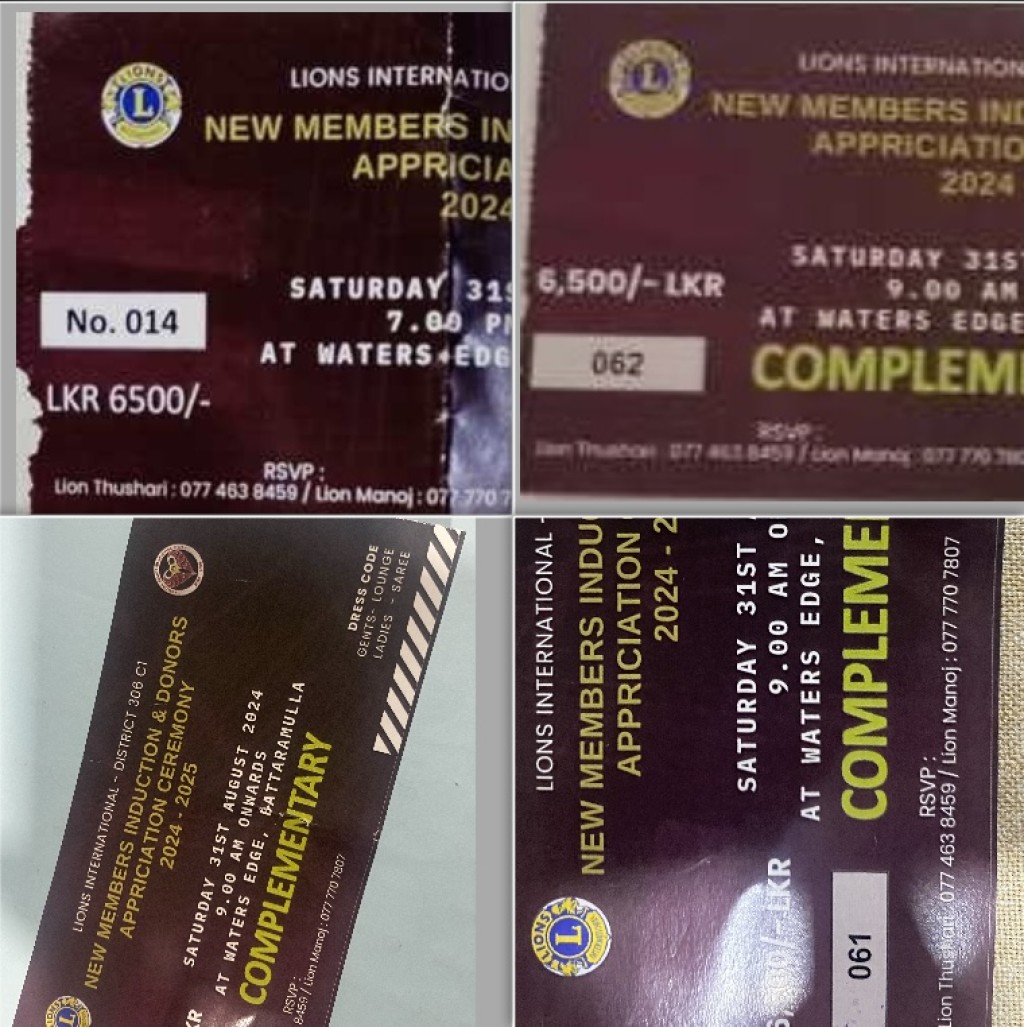 LIONS
L
LIONS INTERNATIO
NEW MEMBERS IN
APPRICIA
2024
SATURDAY 31S
7.00 P
AT WATERS EDG
No. 014
LKR 6500/-
RSVP :
Lion Thushari : 077 463 8459 / Lion Manoj : 077 770 7
L
LIONS INTERNATION
NEW MEMBERS IND
APPRICIATIO
2024
SATURDAY 31ST
9.00 AM
AT WATERS EDGE
6,500/- LKR
062
COMPLEM
RSVP :
Lion Thushari : 077 463 8459 / Lion Manoj : 077 770 780
DRESS CODE
GENTS- LOUNGE
LADIES - SAREE
LIONS INTERNATIONAL - DISTRICT 306 C1
NEW MEMBERS INDUCTION & DONORS
APPRICIATION CEREMONY
2024 - 2025
SATURDAY 31ST AUGUST 2024
9.00 AM ONWARDS
AT WATERS EDGE, BATTARAMULLA
KR
COMPLEMENTARY
RSVP :
8459 / Lion Manoj : 077 770 7807
LIONS
L
LIONS INTERNATIONAL -
NEW MEMBERS INDU
APPRICIATION
2024 - 2
SATURDAY 31ST
9.00 AM O
AT WATERS EDGE,
LKR
COMPLEME
061
RSVP :
Lion Thushari : 077 463 8459 / Lion Manoj : 077 770 7807